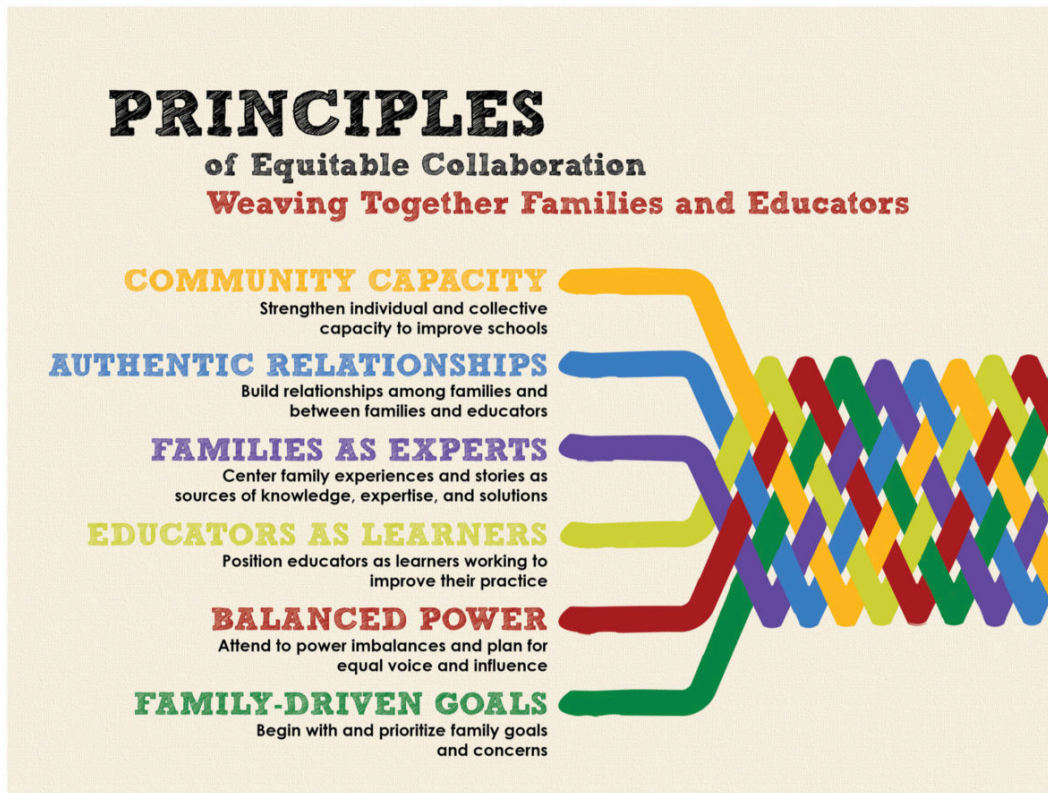 PRINCIPLES
of Equitable Collaboration
Weaving Together Families and Educators
COMMUNITY CAPACITY
Strengthen individual and collective
capacity to improve schools
AUTHENTIC RELATIONSHIPS
Build relationships among families and
between families and educators
FAMILIES AS EXPERTS
Center family experiences and stories as
sources of knowledge, expertise, and solutions
EDUCATORS AS LEARNERS
Position educators as learners working to
improve their practice
BALANCED POWER
Attend to power imbalances and plan for
equal voice and influence
FAMILY-DRIVEN GOALS
Begin with and prioritize family goals
and concerns